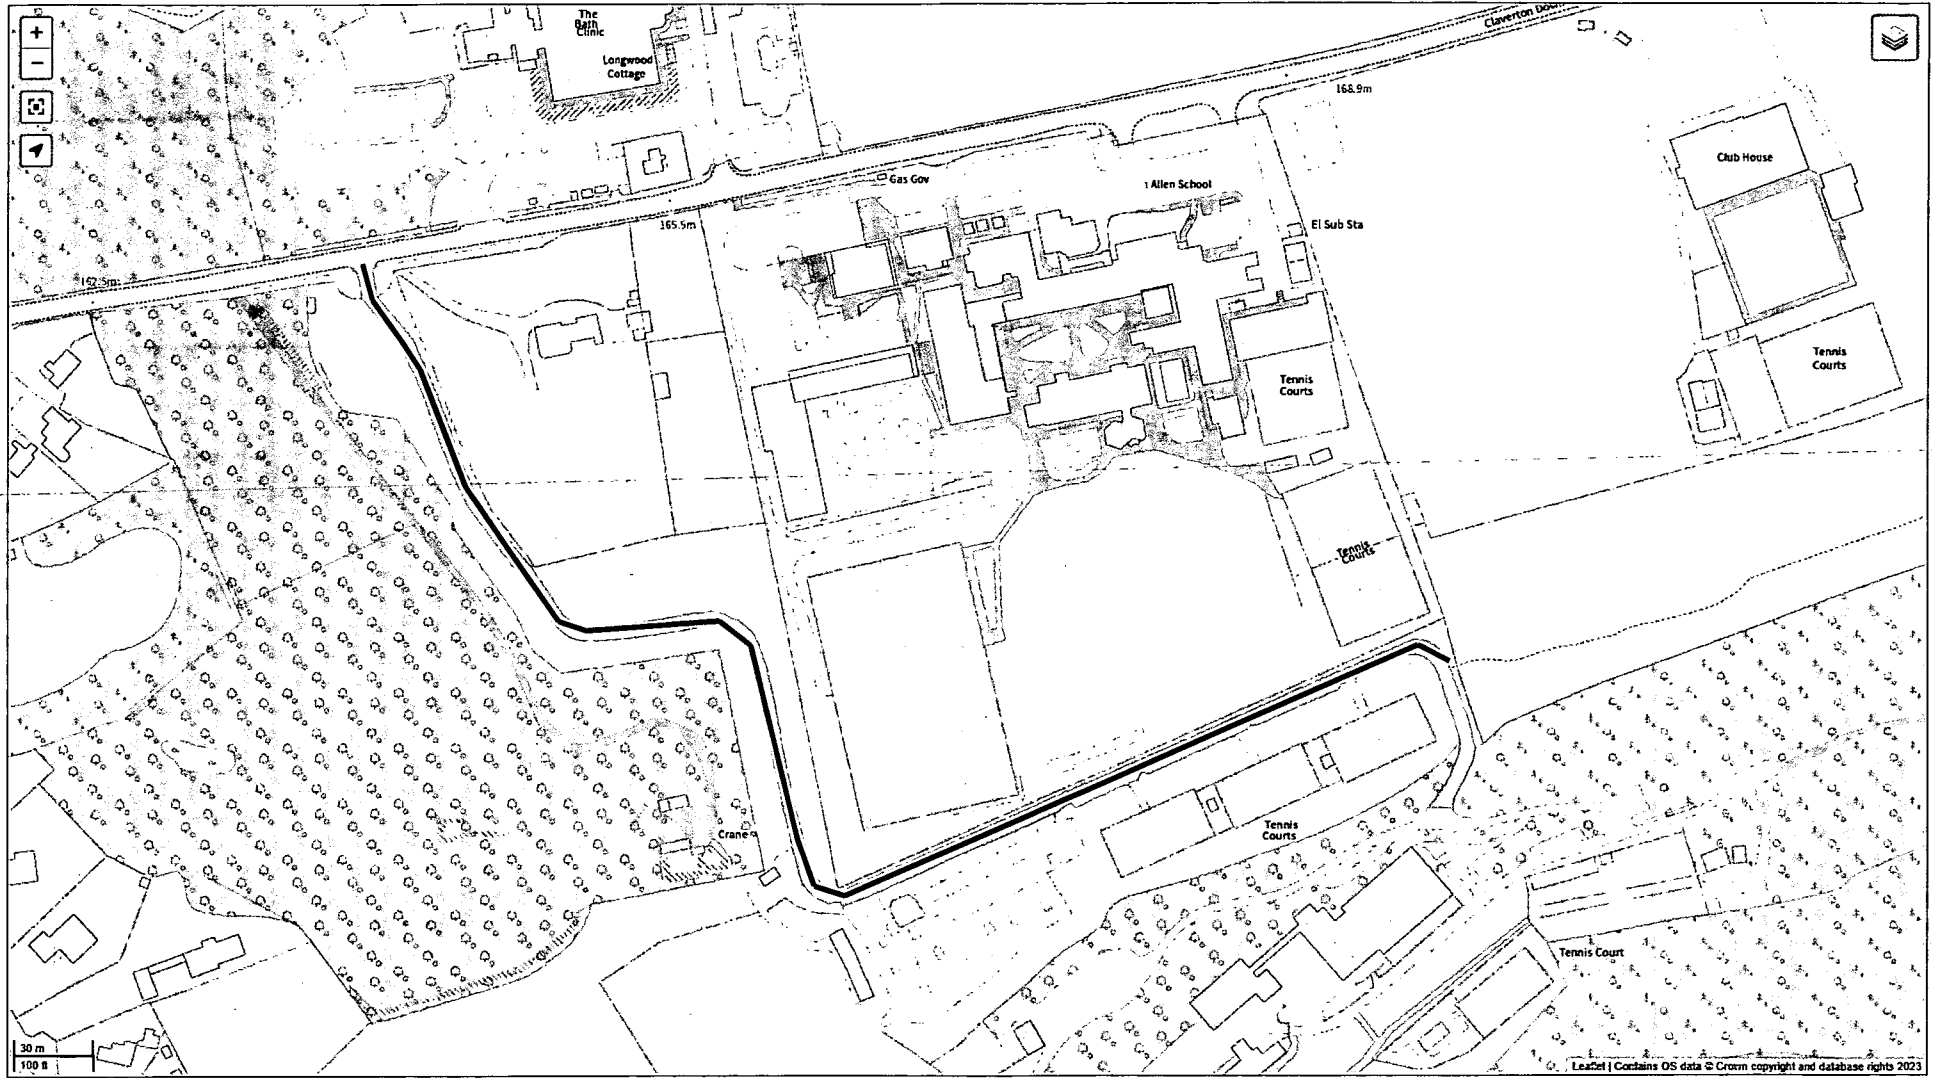 The
Bath
Clinic
Longwood
Cottage
Claverton
168.9m
Club House
Gas Gov
Allen School
165.5m
El Sub Sta
162.5m
Tennis
Courts
Tennis
Courts
Tennis
Courts
Crane
Tennis
Courts
Tennis Court
30 m
100 ft
Leaflet | Contains OS data © Crown copyright and database rights 2023